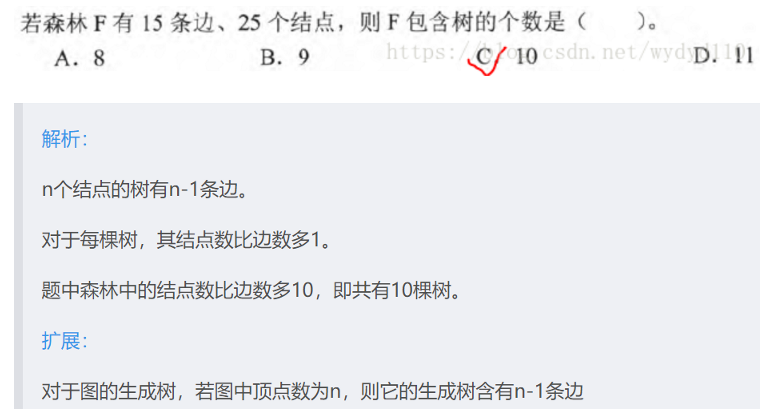 若森林 F 有 15 条边、25 个结点，则 F 包含树的个数是（　　）。
A. 8　　B. 9　　C. 10　　D. 11
https://blog.csdn.net/wydyd110
解析：
n个结点的树有n-1条边。
对于每棵树，其结点数比边数多1。
题中森林中的结点数比边数多10，即共有10棵树。
扩展：
对于图的生成树，若图中顶点数为n，则它的生成树含有n-1条边